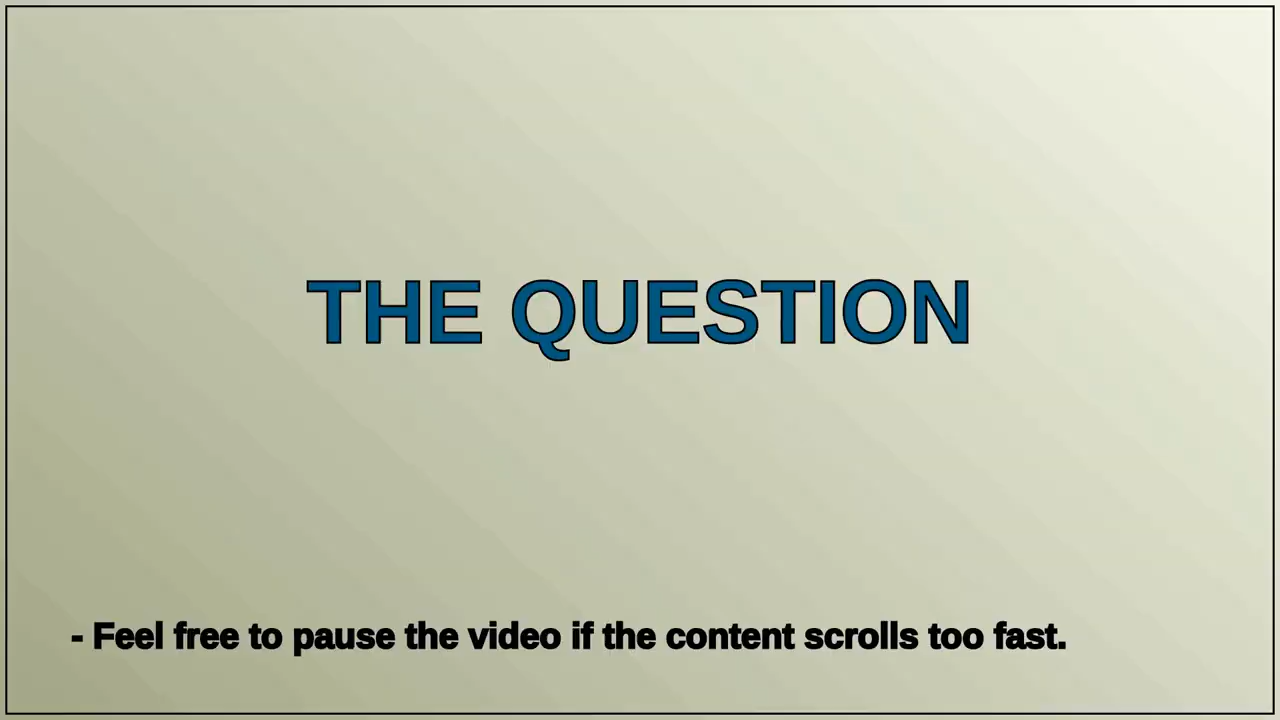 THE QUESTION
- Feel free to pause the video if the content scrolls too fast.